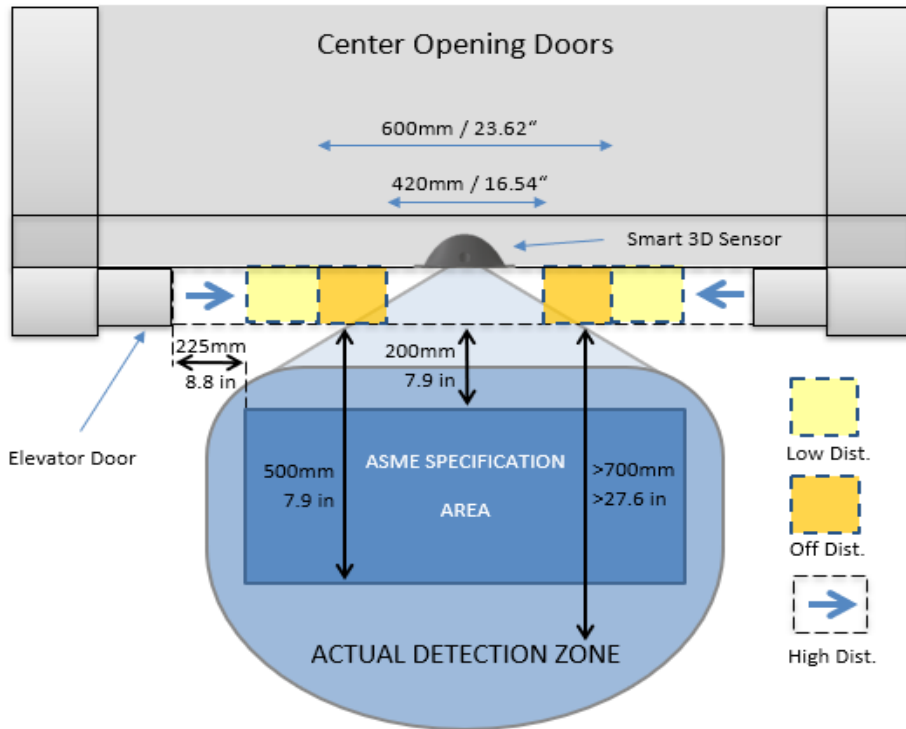 Center Opening Doors
600mm / 23.62“
420mm / 16.54“
Smart 3D Sensor
225mm
8.8 in
200mm
7.9 in
Elevator Door
500mm
7.9 in
ASME SPECIFICATION
AREA
>700mm
>27.6 in
ACTUAL DETECTION ZONE
Low Dist.
Off Dist.
High Dist.